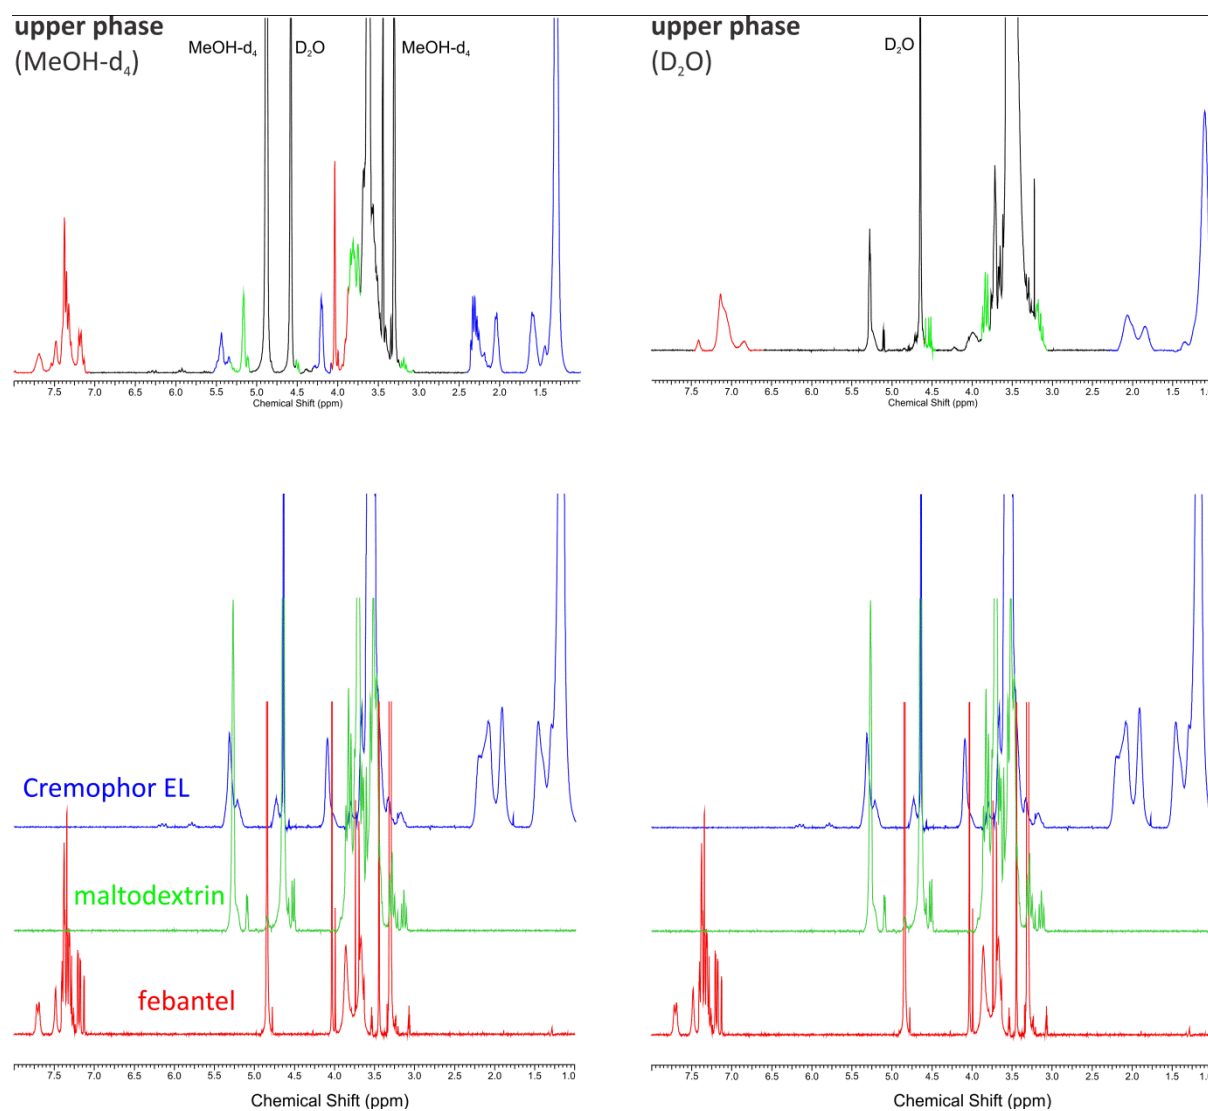 upper phase
(MeOH-d4)
MeOH-d4
D2O
MeOH-d4
7.5 7.0 6.5 6.0 5.5 5.0 4.5 4.0 3.5 3.0 2.5 2.0 1.5
Chemical Shift (ppm)
upper phase
(D2O)
D2O
7.5 7.0 6.5 6.0 5.5 5.0 4.5 4.0 3.5 3.0 2.5 2.0 1.5 1.0
Chemical Shift (ppm)
Cremophor EL
maltodextrin
febantel
7.5 7.0 6.5 6.0 5.5 5.0 4.5 4.0 3.5 3.0 2.5 2.0 1.5 1.0
Chemical Shift (ppm)
7.5 7.0 6.5 6.0 5.5 5.0 4.5 4.0 3.5 3.0 2.5 2.0 1.5 1.0
Chemical Shift (ppm)